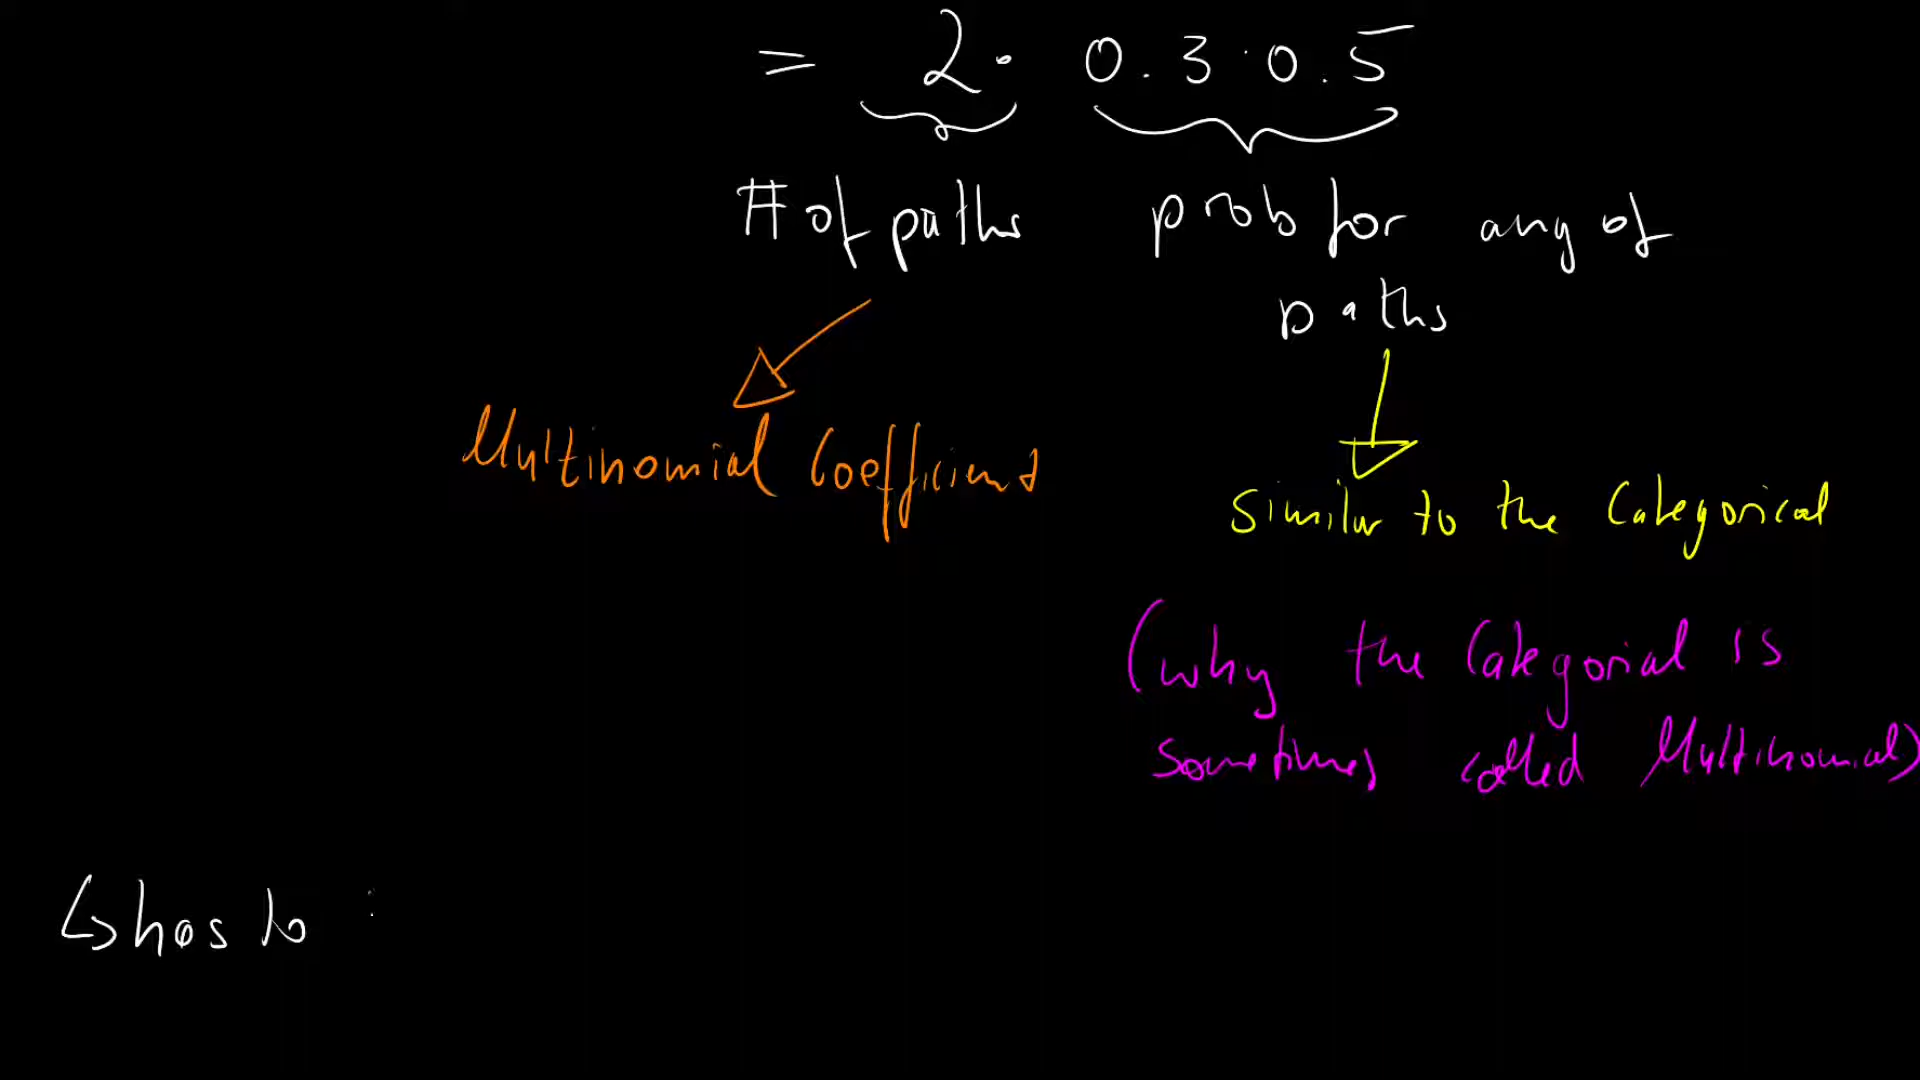 = 2 · 0.3 · 0.5
# of paths prob for any of
paths
Multinomial Coefficient
similar to the Categorical
(why the Categorial is
sometimes called Multinomial)
↳ has to